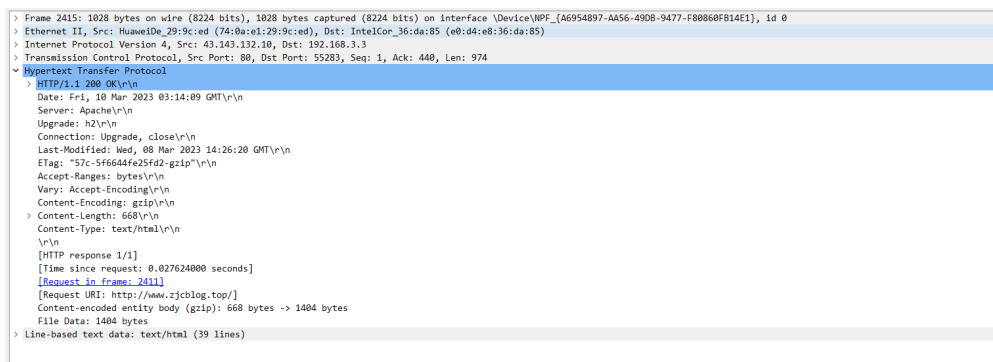 > Frame 2415: 1028 bytes on wire (8224 bits), 1028 bytes captured (8224 bits) on interface \Device\NPF_{A6954897-AA56-49DB-9477-F80860FB14E1}, id 0
> Ethernet II, Src: HuaweiDe_29:9c:ed (74:0a:e1:29:9c:ed), Dst: IntelCor_36:da:85 (e0:d4:e8:36:da:85)
> Internet Protocol Version 4, Src: 43.143.132.10, Dst: 192.168.3.3
> Transmission Control Protocol, Src Port: 80, Dst Port: 55283, Seq: 1, Ack: 440, Len: 974
Hypertext Transfer Protocol
> HTTP/1.1 200 OK\r\n
Date: Fri, 10 Mar 2023 03:14:09 GMT\r\n
Server: Apache\r\n
Upgrade: h2\r\n
Connection: Upgrade, close\r\n
Last-Modified: Wed, 08 Mar 2023 14:26:20 GMT\r\n
ETag: "57c-5f6644fe25fd2-gzip"\r\n
Accept-Ranges: bytes\r\n
Vary: Accept-Encoding\r\n
Content-Encoding: gzip\r\n
> Content-Length: 668\r\n
Content-Type: text/html\r\n
\r\n
[HTTP response 1/1]
[Time since request: 0.027624000 seconds]
[Request in frame: 2411]
[Request URI: http://www.zjcblog.top/]
Content-encoded entity body (gzip): 668 bytes -> 1404 bytes
File Data: 1404 bytes
> Line-based text data: text/html (39 lines)